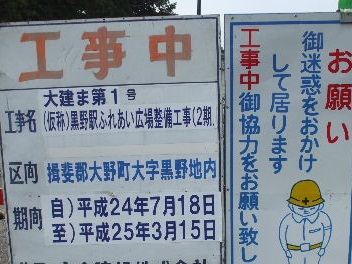 工事中
大建ま第1号
工事名 (仮称)黒野駅ふれあい広場整備工事(2期
区向 揖斐郡大野町大字黒野地内
期向 自)平成24年7月18日
至)平成25年3月15日
お願い
御迷惑をおかけ
して居ります
工事中御協力をお願い致し